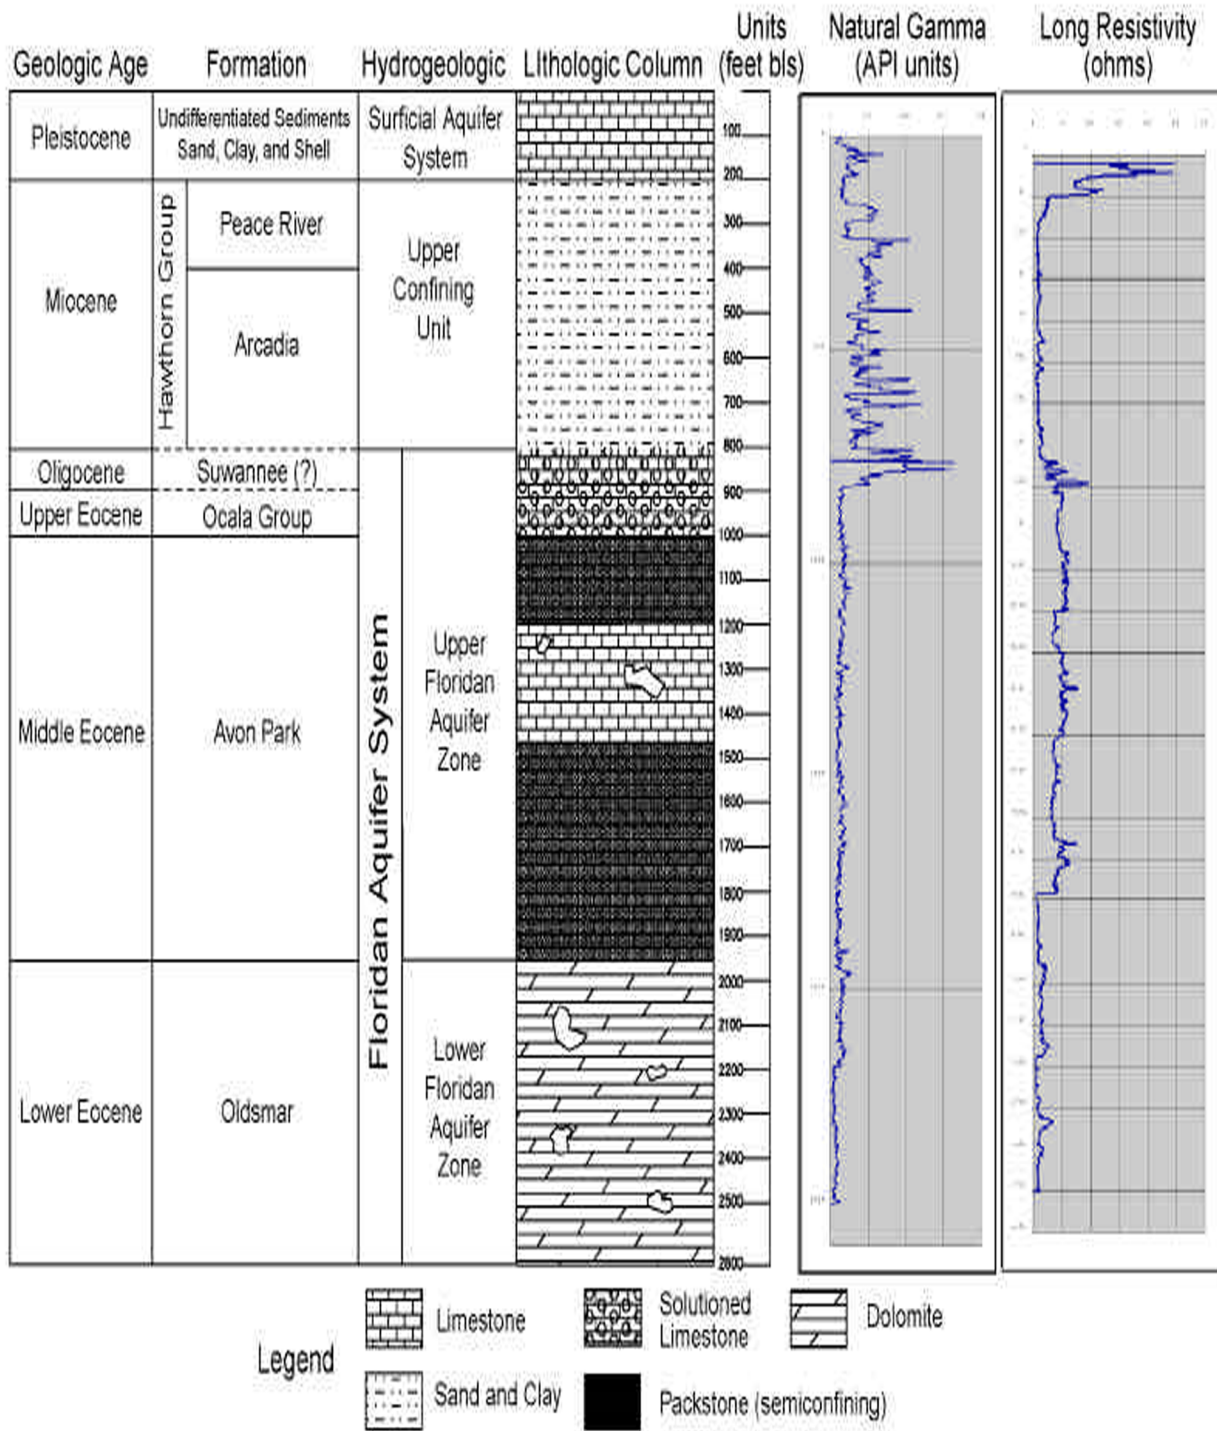 Geologic Age
Formation
Hydrogeologic
LIthologic Column
Units
(feet bls)
Natural Gamma
(API units)
Long Resistivity
(ohms)
Pleistocene
Undifferentiated Sediments
Sand, Clay, and Shell
Surficial Aquifer
System
Miocene
Hawthorn Group
Peace River
Arcadia
Upper
Confining
Unit
Oligocene
Suwannee (?)
Upper Eocene
Ocala Group
Middle Eocene
Avon Park
Floridan Aquifer System
Upper
Floridan
Aquifer
Zone
Lower Eocene
Oldsmar
Lower
Floridan
Aquifer
Zone
100
200
300
400
500
600
700
800
900
1000
1100
1200
1300
1400
1500
1600
1700
1800
1900
2000
2100
2200
2300
2400
2500
2600
Legend
Limestone
Solutioned
Limestone
Dolomite
Sand and Clay
Packstone (semiconfining)